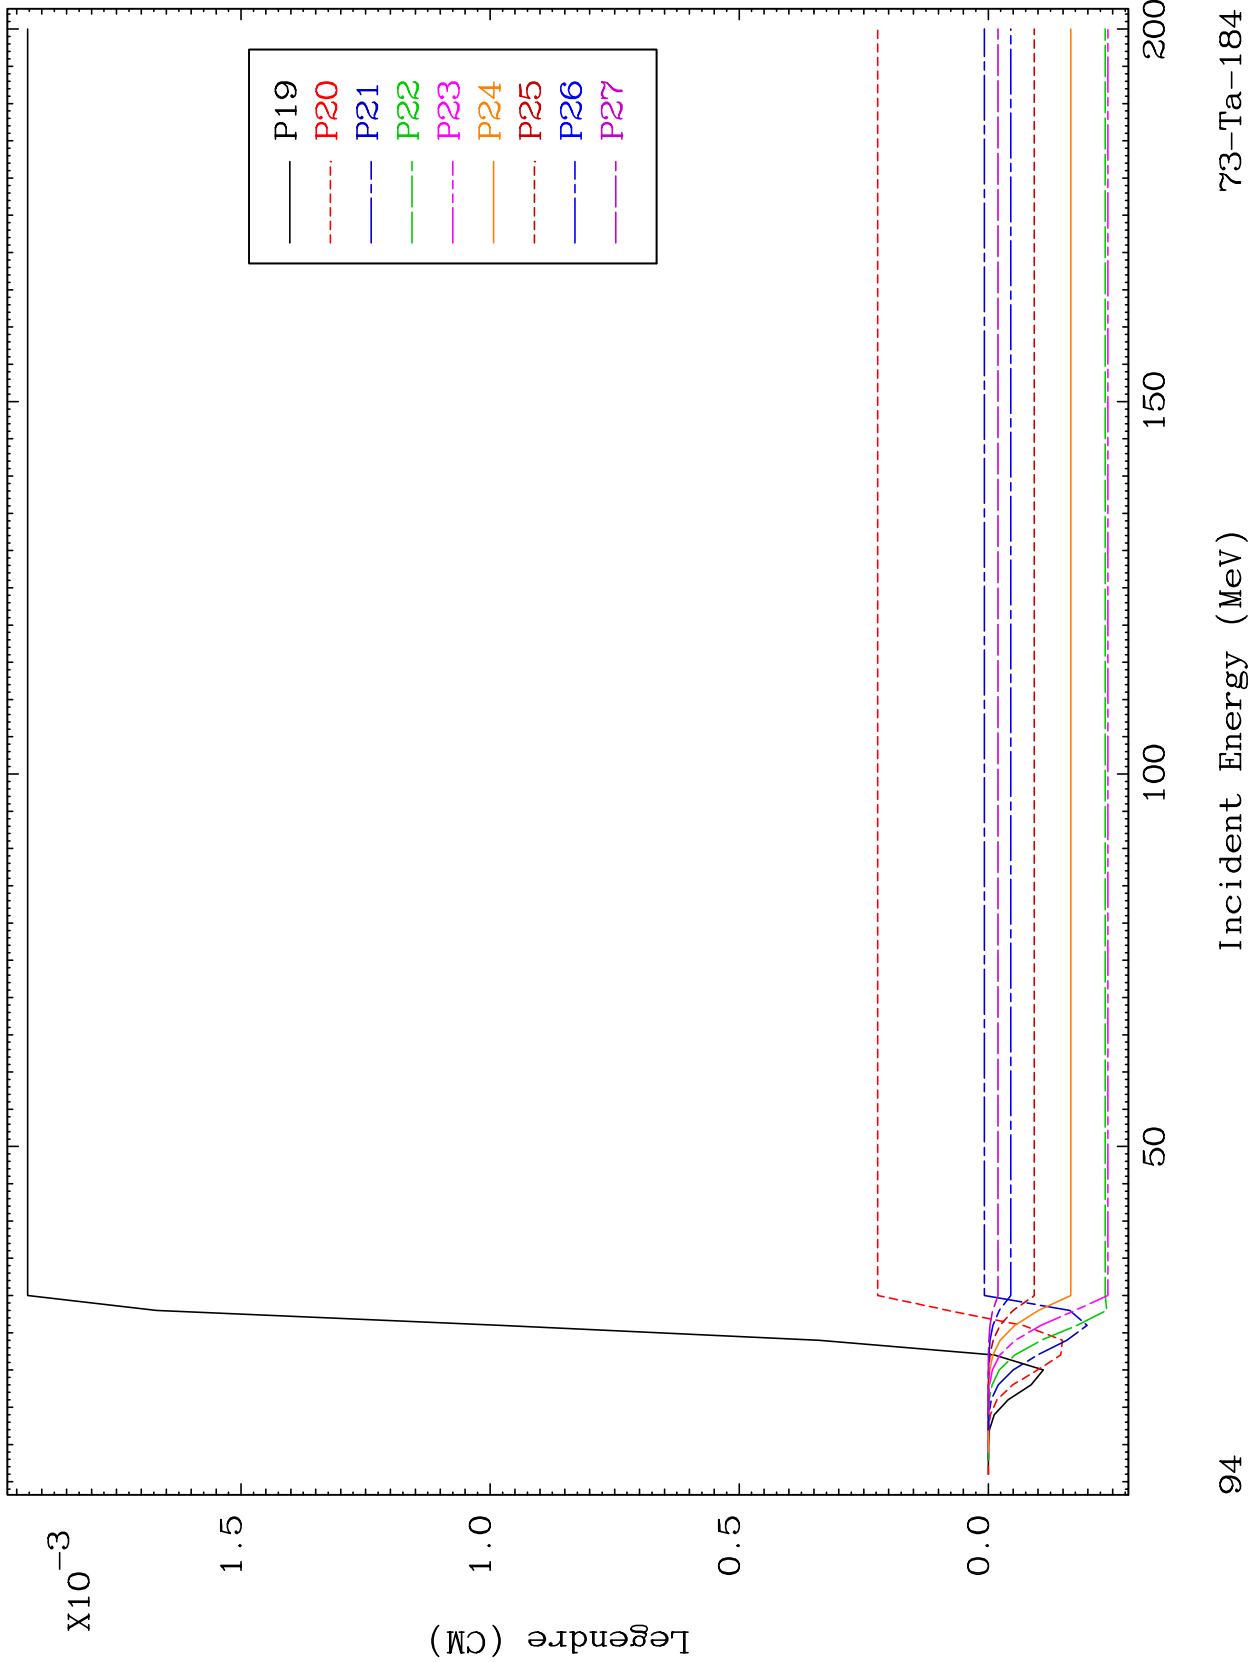 X10-3
1.5
1.0
0.5
0.0
Legendre (CM)
P19
P20
P21
P22
P23
P24
P25
P26
P27
50
100
150
200
Incident Energy (MeV)
94
73-Ta-184